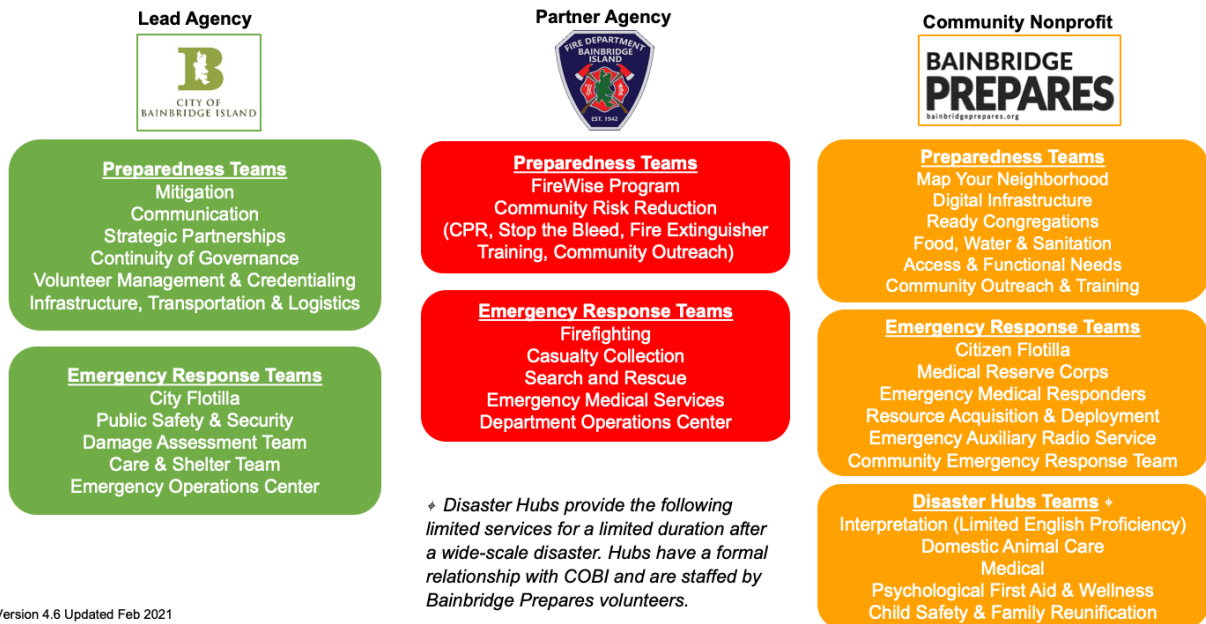 Lead Agency
B
CITY OF
BAINBRIDGE ISLAND
Preparedness Teams
Mitigation
Communication
Strategic Partnerships
Continuity of Governance
Volunteer Management & Credentialing
Infrastructure, Transportation & Logistics
Emergency Response Teams
City Flotilla
Public Safety & Security
Damage Assessment Team
Care & Shelter Team
Emergency Operations Center
Partner Agency
FIRE DEPARTMENT
BAINBRIDGE
ISLAND
EST. 1942
Preparedness Teams
FireWise Program
Community Risk Reduction
(CPR, Stop the Bleed, Fire Extinguisher
Training, Community Outreach)
Emergency Response Teams
Firefighting
Casualty Collection
Search and Rescue
Emergency Medical Services
Department Operations Center
Community Nonprofit
BAINBRIDGE
PREPARES
bainbridgeprepares.org
Preparedness Teams
Map Your Neighborhood
Digital Infrastructure
Ready Congregations
Food, Water & Sanitation
Access & Functional Needs
Community Outreach & Training
Emergency Response Teams
Citizen Flotilla
Medical Reserve Corps
Emergency Medical Responders
Resource Acquisition & Deployment
Emergency Auxiliary Radio Service
Community Emergency Response Team
Disaster Hubs Teams ⌖
Interpretation (Limited English Proficiency)
Domestic Animal Care
Medical
Psychological First Aid & Wellness
Child Safety & Family Reunification
⌖ Disaster Hubs provide the following
limited services for a limited duration after
a wide-scale disaster. Hubs have a formal
relationship with COBI and are staffed by
Bainbridge Prepares volunteers.
Version 4.6 Updated Feb 2021